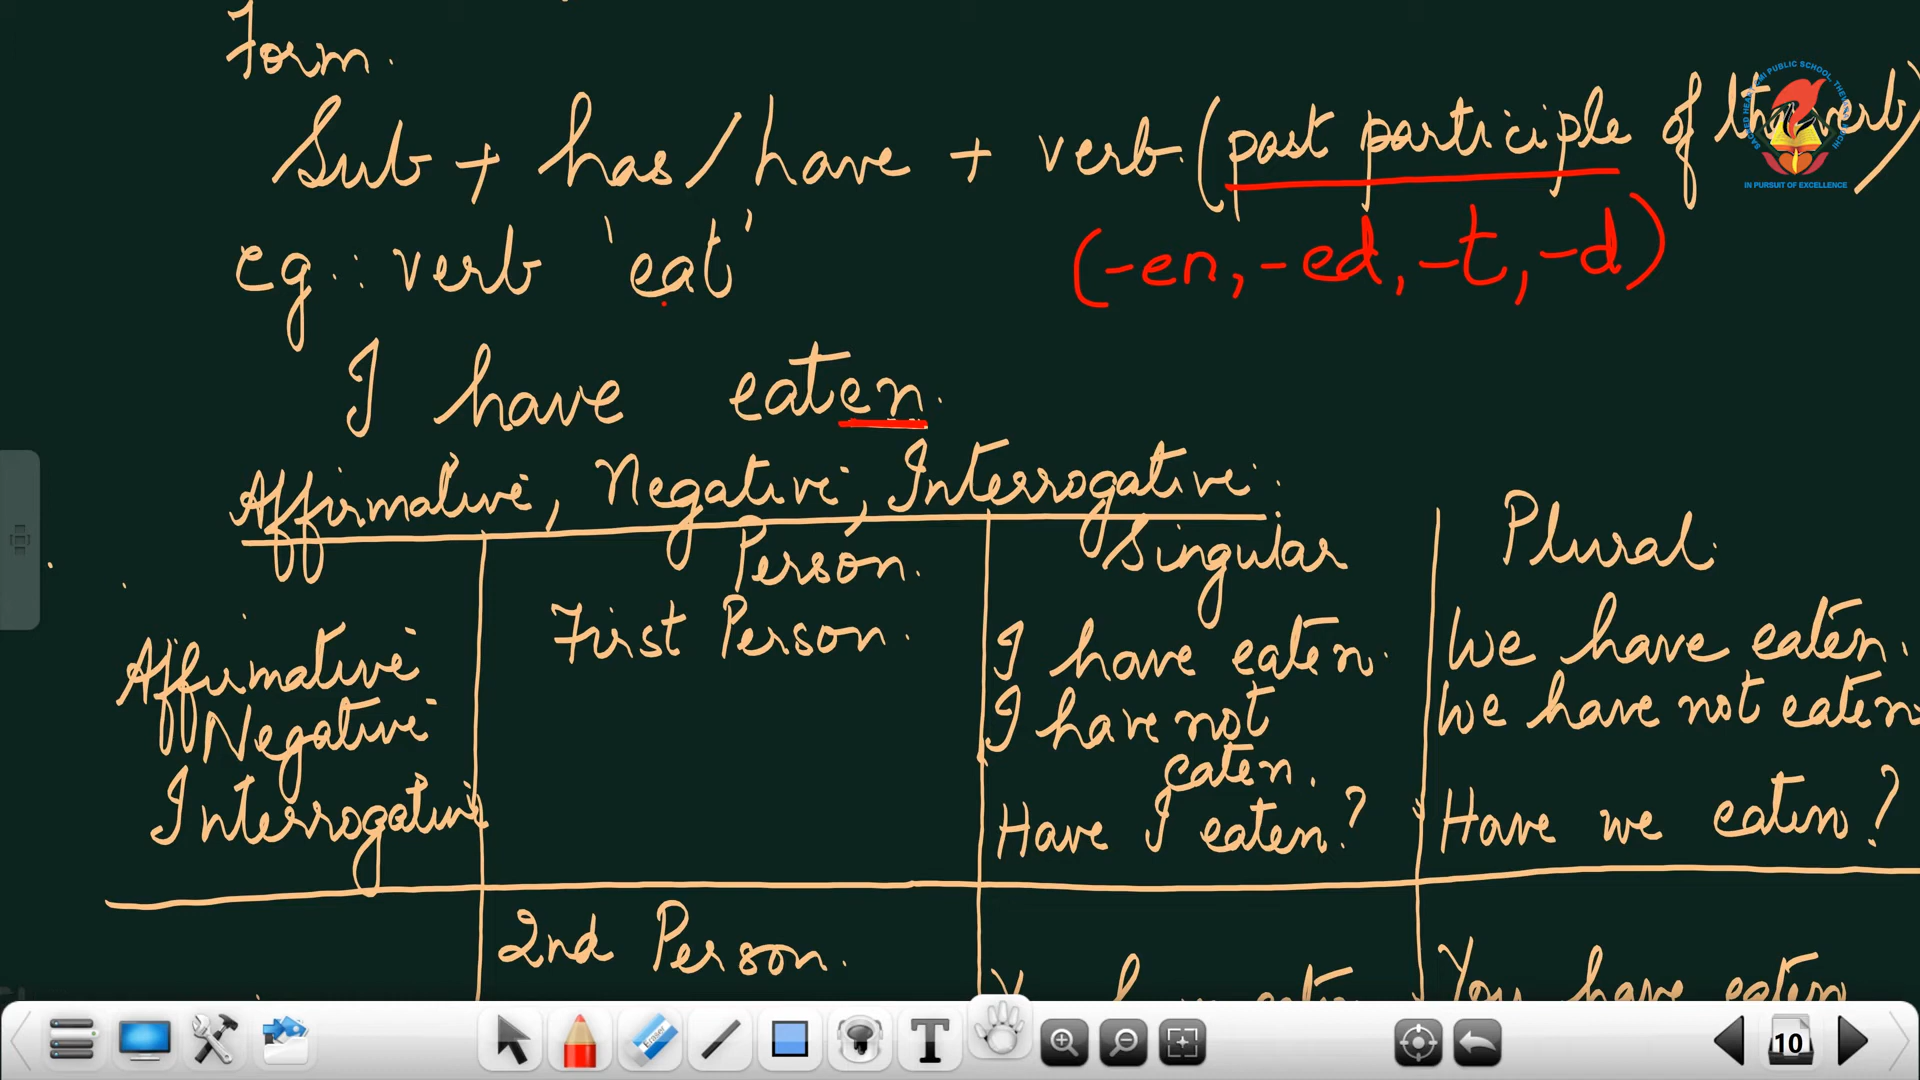 Form.
Sub + has/have + verb (past participle of the verb)
(-en, -ed, -t, -d)
eg.: verb 'eat'
I have eaten.
Affirmative, Negative, Interrogative.
Person. Singular Plural.
Affirmative First Person. I have eaten. We have eaten.
Negative I have not eaten. We have not eaten
Interrogative Have I eaten? Have we eaten?
2nd Person.
You have eaten
IN PURSUIT OF EXCELLENCE
Eraser
T
10